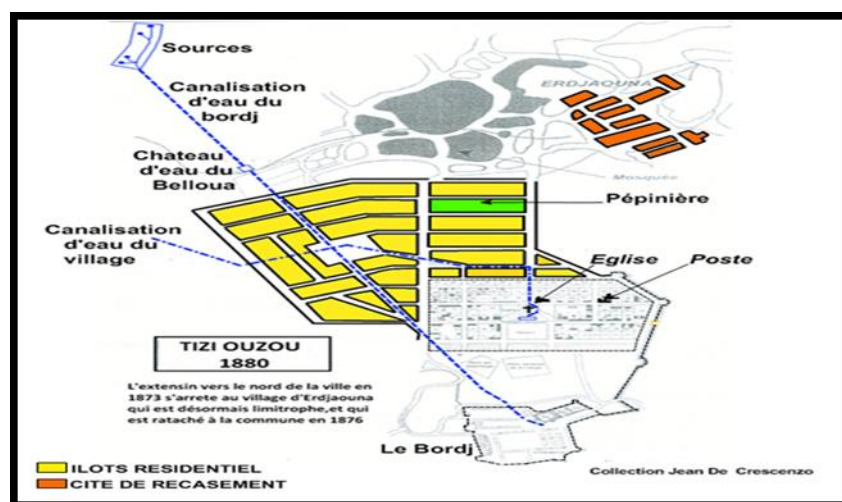 Sources
Canalisation
d'eau du
bordj
ERDJAOUNA
Chateau
d'eau du
Belloua
Mosquée
Pépinière
Canalisation
d'eau du
village
Eglise
Poste
TIZI OUZOU
1880
L'extensin vers le nord de la ville en
1873 s'arrete au village d'Erdjaouna
qui est désormais limitrophe,et qui
est rataché à la commune en 1876
Le Bordj
ILOTS RESIDENTIEL
CITE DE RECASEMENT
Collection Jean De Crescenzo